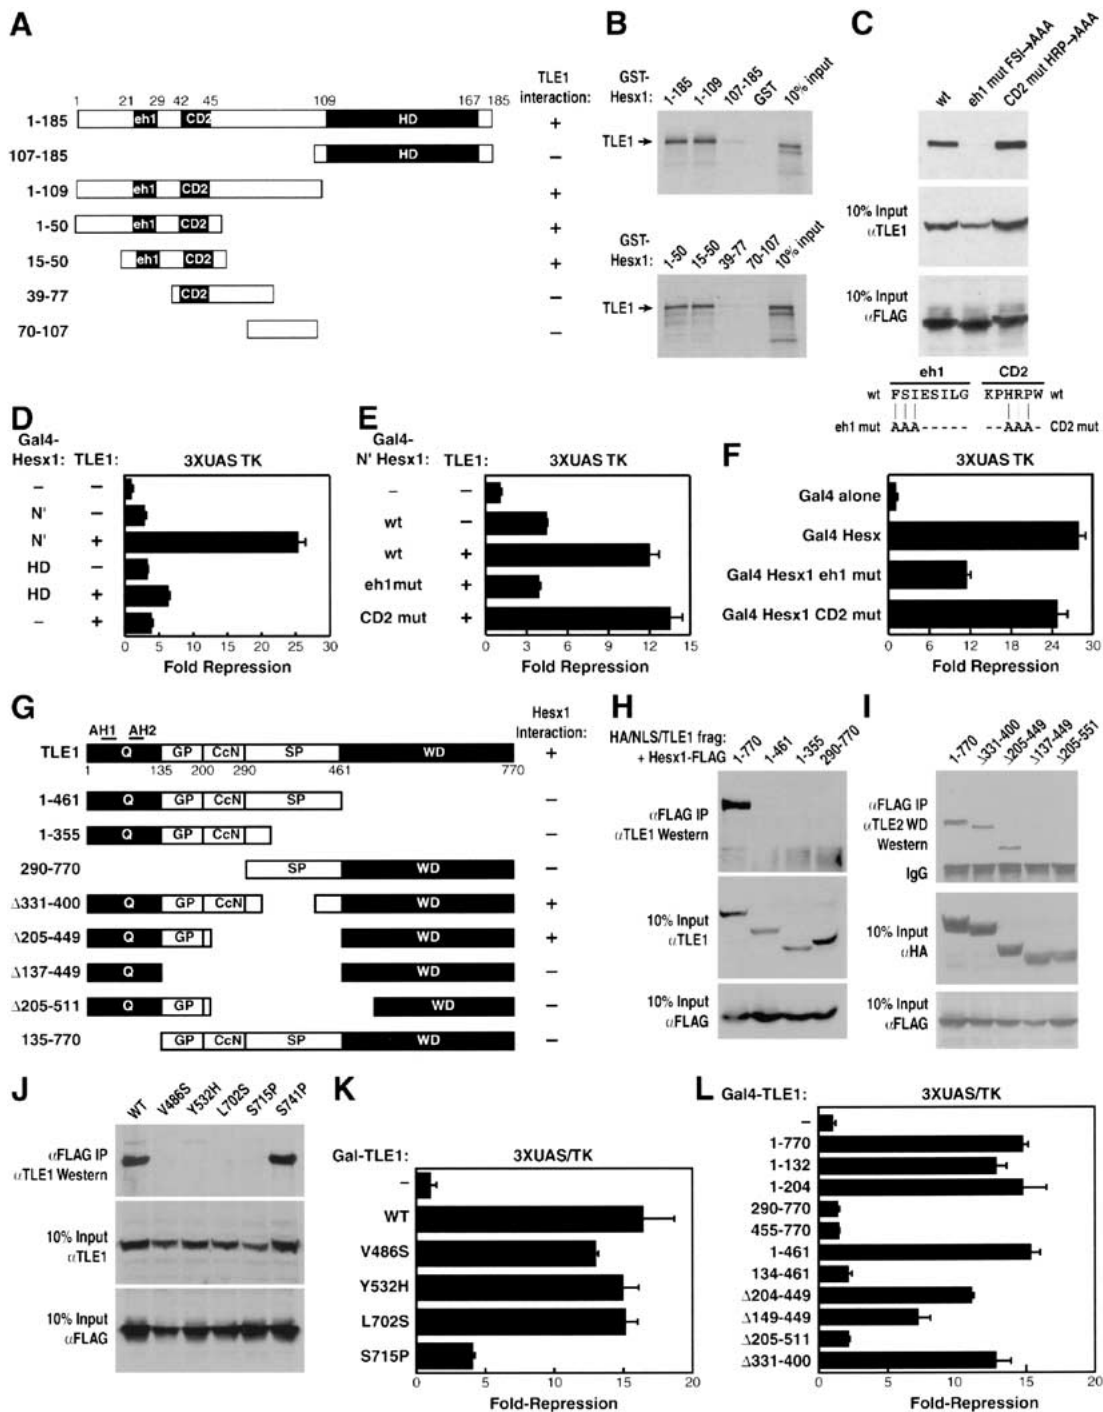 A
TLE1 interaction:
1 21 29 42 45 109 167 185
1-185 eh1 CD2 HD +
107-185 HD −
1-109 eh1 CD2 +
1-50 eh1 CD2 +
15-50 eh1 CD2 +
39-77 CD2 −
70-107 −
B
GST-Hesx1: 1-185 1-109 107-185 GST 10% input
TLE1
GST-Hesx1: 1-50 15-50 39-77 70-107 10% input
TLE1
C
wt eh1 mut FSI→AAA CD2 mut HRP→AAA
10% Input αTLE1
10% Input αFLAG
eh1 CD2
wt FSIESILG KPHRPW wt
eh1 mut AAA----- --AAA- CD2 mut
D
Gal4-Hesx1: TLE1: 3XUAS TK
− −
N' −
N' +
HD −
HD +
− +
0 5 10 15 20 25 30
Fold Repression
E
Gal4-N' Hesx1: TLE1: 3XUAS TK
− −
wt −
wt +
eh1mut +
CD2 mut +
0 3 6 9 12 15
Fold Repression
F
3XUAS TK
Gal4 alone
Gal4 Hesx
Gal4 Hesx1 eh1 mut
Gal4 Hesx1 CD2 mut
0 6 12 18 24 30
Fold Repression
G
Hesx1 Interaction:
AH1 AH2
TLE1 Q GP CcN SP WD +
1 135 200 290 461 770
1-461 Q GP CcN SP −
1-355 Q GP CcN −
290-770 SP WD −
Δ331-400 Q GP CcN WD +
Δ205-449 Q GP WD +
Δ137-449 Q WD −
Δ205-511 Q GP WD −
135-770 GP CcN SP WD −
H
HA/NLS/TLE1 frag: + Hesx1-FLAG
1-770 1-461 1-355 290-770
αFLAG IP
αTLE1 Western
10% Input αTLE1
10% Input αFLAG
I
1-770 Δ331-400 Δ205-449 Δ137-449 Δ205-551
αFLAG IP
αTLE2 WD Western
IgG
10% Input αHA
10% Input αFLAG
J
WT V486S Y532H L702S S715P S741P
αFLAG IP
αTLE1 Western
10% Input αTLE1
10% Input αFLAG
K
Gal-TLE1: 3XUAS/TK
−
WT
V486S
Y532H
L702S
S715P
0 5 10 15 20
Fold-Repression
L
Gal4-TLE1: 3XUAS/TK
−
1-770
1-132
1-204
290-770
455-770
1-461
134-461
Δ204-449
Δ149-449
Δ205-511
Δ331-400
0 5 10 15 20
Fold-Repression